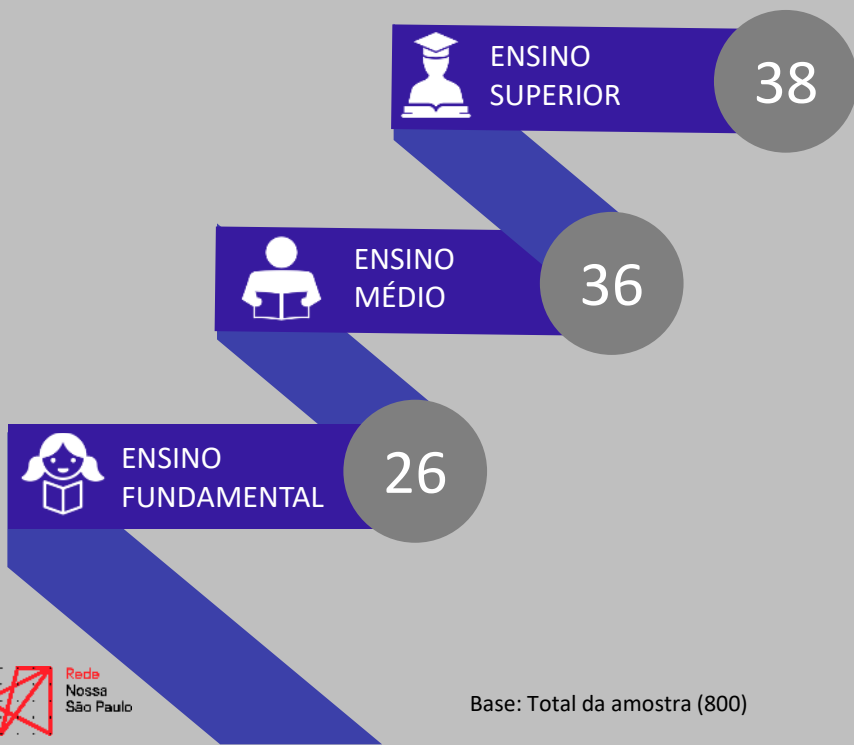 ENSINO
SUPERIOR
38
ENSINO
MÉDIO
36
ENSINO
FUNDAMENTAL
26
Rede
Nossa
São Paulo
Base: Total da amostra (800)